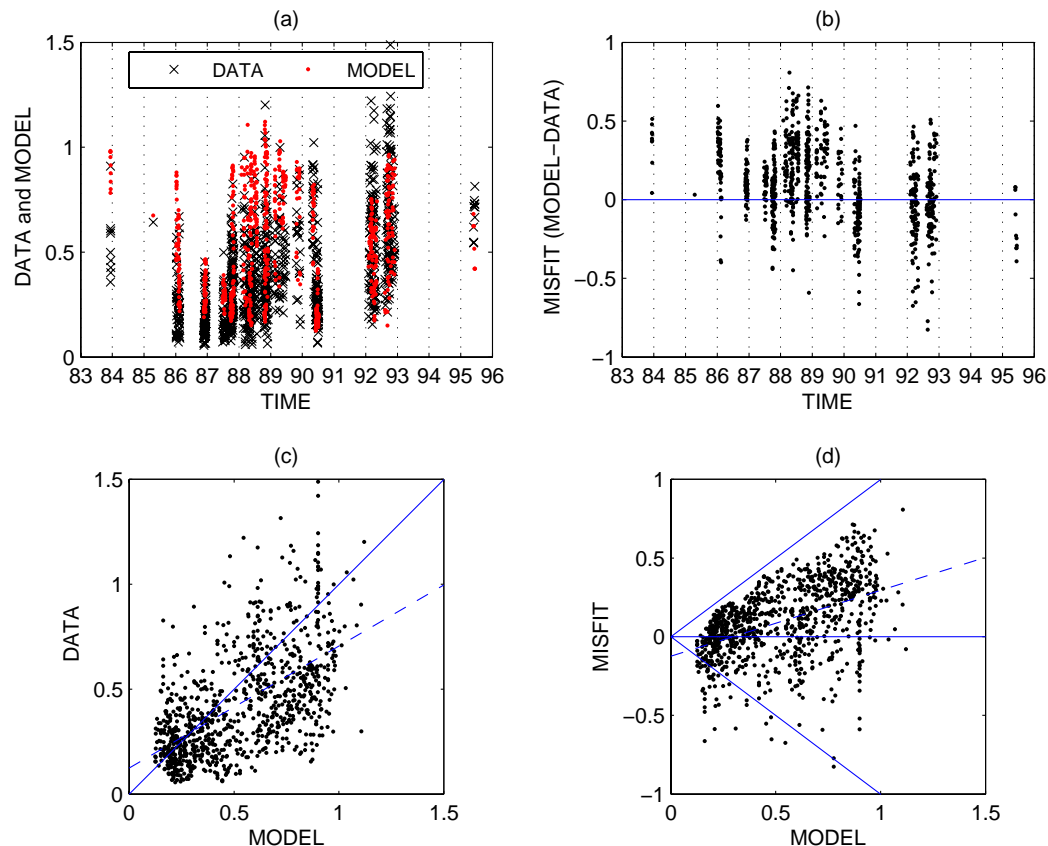 (a)
DATA and MODEL
1.5
1
0.5
0
DATA
MODEL
83 84 85 86 87 88 89 90 91 92 93 94 95 96
TIME
(b)
MISFIT (MODEL−DATA)
1
0.5
0
−0.5
−1
83 84 85 86 87 88 89 90 91 92 93 94 95 96
TIME
(c)
DATA
1.5
1
0.5
0
0 0.5 1 1.5
MODEL
(d)
MISFIT
1
0.5
0
−0.5
−1
0 0.5 1 1.5
MODEL